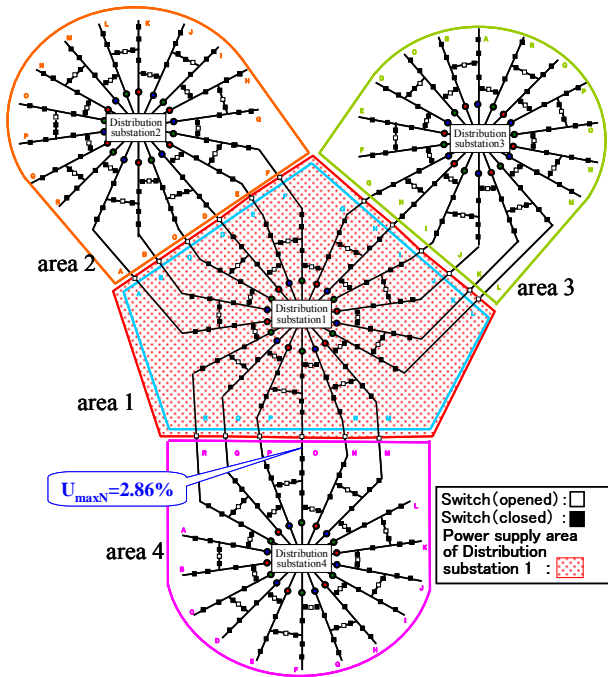 L
K
M
J
N
I
O
H
P
G
Q
R
Distribution
substation2
B
A
C
R
D
Q
E
P
F
O
G
N
H
M
I
J
K
L
Distribution
substation3
area 2
area 3
A
B
C
D
E
F
Distribution
substation1
area 1
R
Q
P
O
N
M
U_maxN=2.86%
area 4
R
Q
P
O
N
M
A
L
B
K
C
J
D
I
E
H
F
G
Distribution
substation4
Switch(opened) :
Switch(closed) :
Power supply area
of Distribution
substation 1 :